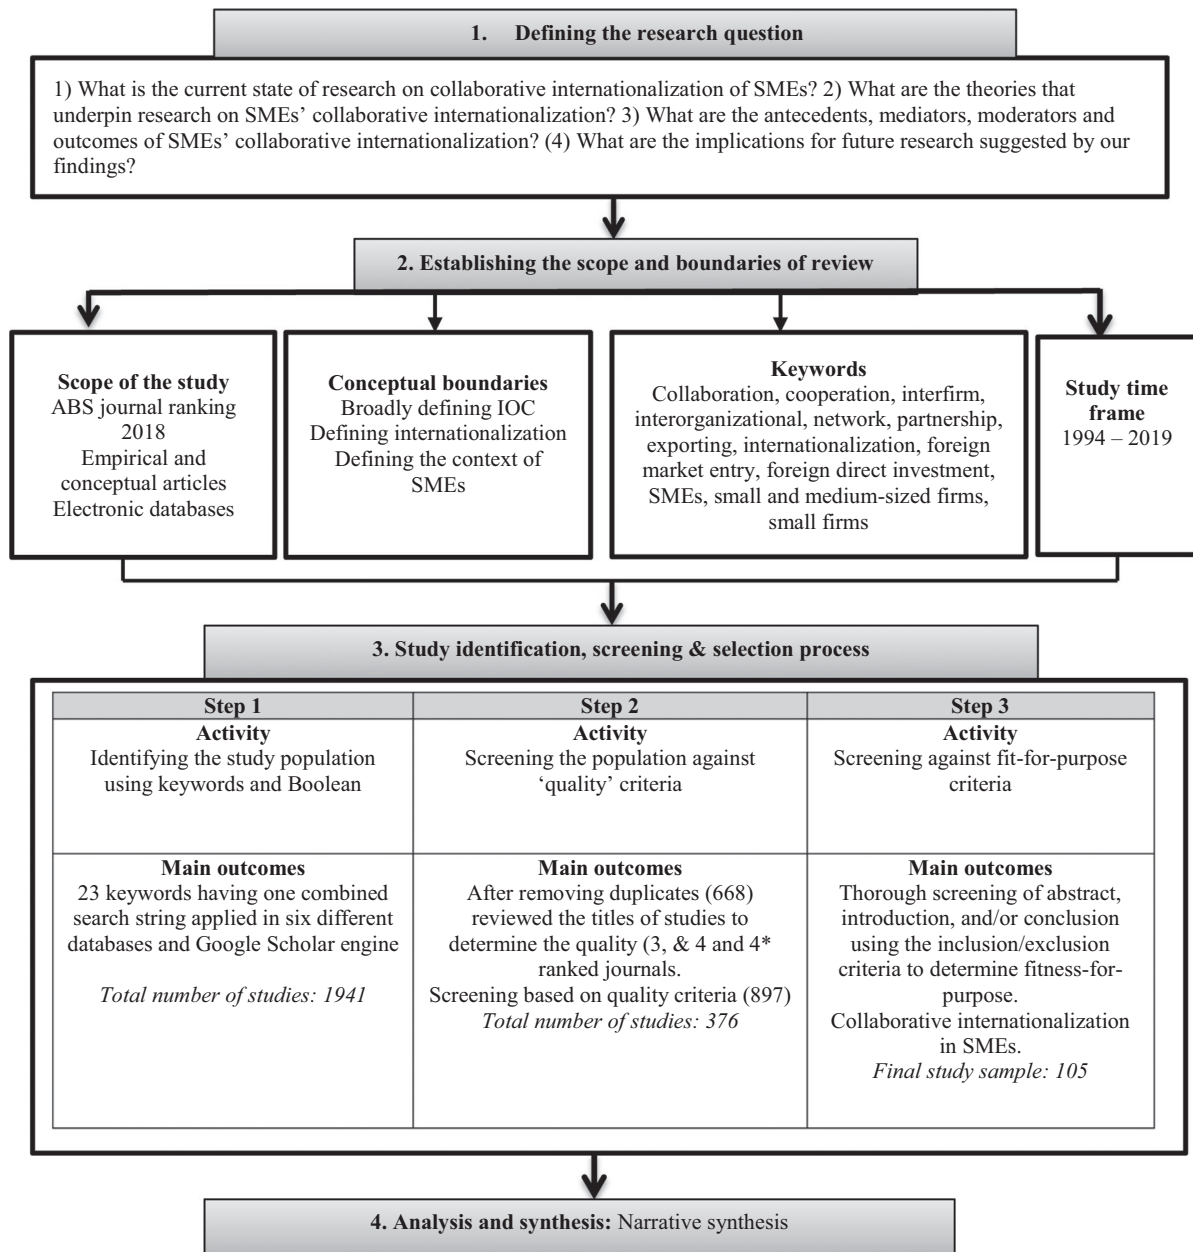 1. Defining the research question
1) What is the current state of research on collaborative internationalization of SMEs? 2) What are the theories that
underpin research on SMEs’ collaborative internationalization? 3) What are the antecedents, mediators, moderators and
outcomes of SMEs’ collaborative internationalization? (4) What are the implications for future research suggested by our
findings?
2. Establishing the scope and boundaries of review
Scope of the study
ABS journal ranking
2018
Empirical and
conceptual articles
Electronic databases
Conceptual boundaries
Broadly defining IOC
Defining internationalization
Defining the context of
SMEs
Keywords
Collaboration, cooperation, interfirm,
interorganizational, network, partnership,
exporting, internationalization, foreign
market entry, foreign direct investment,
SMEs, small and medium-sized firms,
small firms
Study time
frame
1994 – 2019
3. Study identification, screening & selection process
Step 1
Activity
Identifying the study population
using keywords and Boolean
Main outcomes
23 keywords having one combined
search string applied in six different
databases and Google Scholar engine
Total number of studies: 1941
Step 2
Activity
Screening the population against
‘quality’ criteria
Main outcomes
After removing duplicates (668)
reviewed the titles of studies to
determine the quality (3, & 4 and 4*
ranked journals.
Screening based on quality criteria (897)
Total number of studies: 376
Step 3
Activity
Screening against fit-for-purpose
criteria
Main outcomes
Thorough screening of abstract,
introduction, and/or conclusion
using the inclusion/exclusion
criteria to determine fitness-for-
purpose.
Collaborative internationalization
in SMEs.
Final study sample: 105
4. Analysis and synthesis: Narrative synthesis